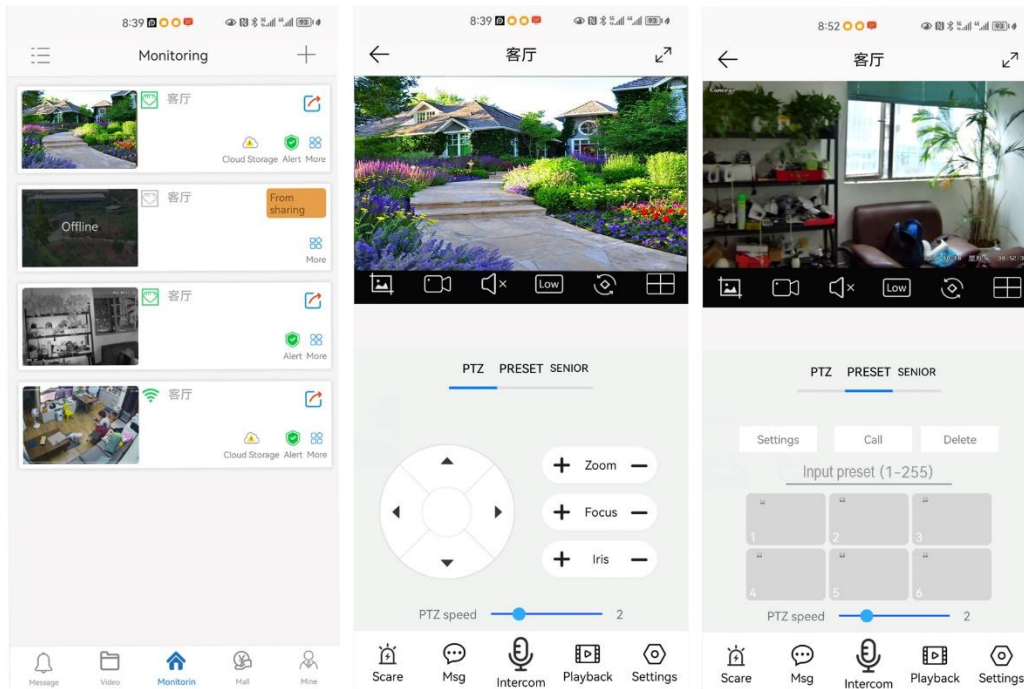 8:39
93
Monitoring
客厅
Cloud Storage Alert More
Offline
客厅
From
sharing
More
客厅
Alert More
客厅
Cloud Storage Alert More
Message Video Monitorin Mall Mine
8:39
93
客厅
Low
PTZ PRESET SENIOR
+ Zoom −
+ Focus −
+ Iris −
PTZ speed 2
Scare Msg Intercom Playback Settings
8:52
93
客厅
Low
PTZ PRESET SENIOR
Settings Call Delete
Input preset (1-255)
1 2 3
4 5 6
PTZ speed 2
Scare Msg Intercom Playback Settings